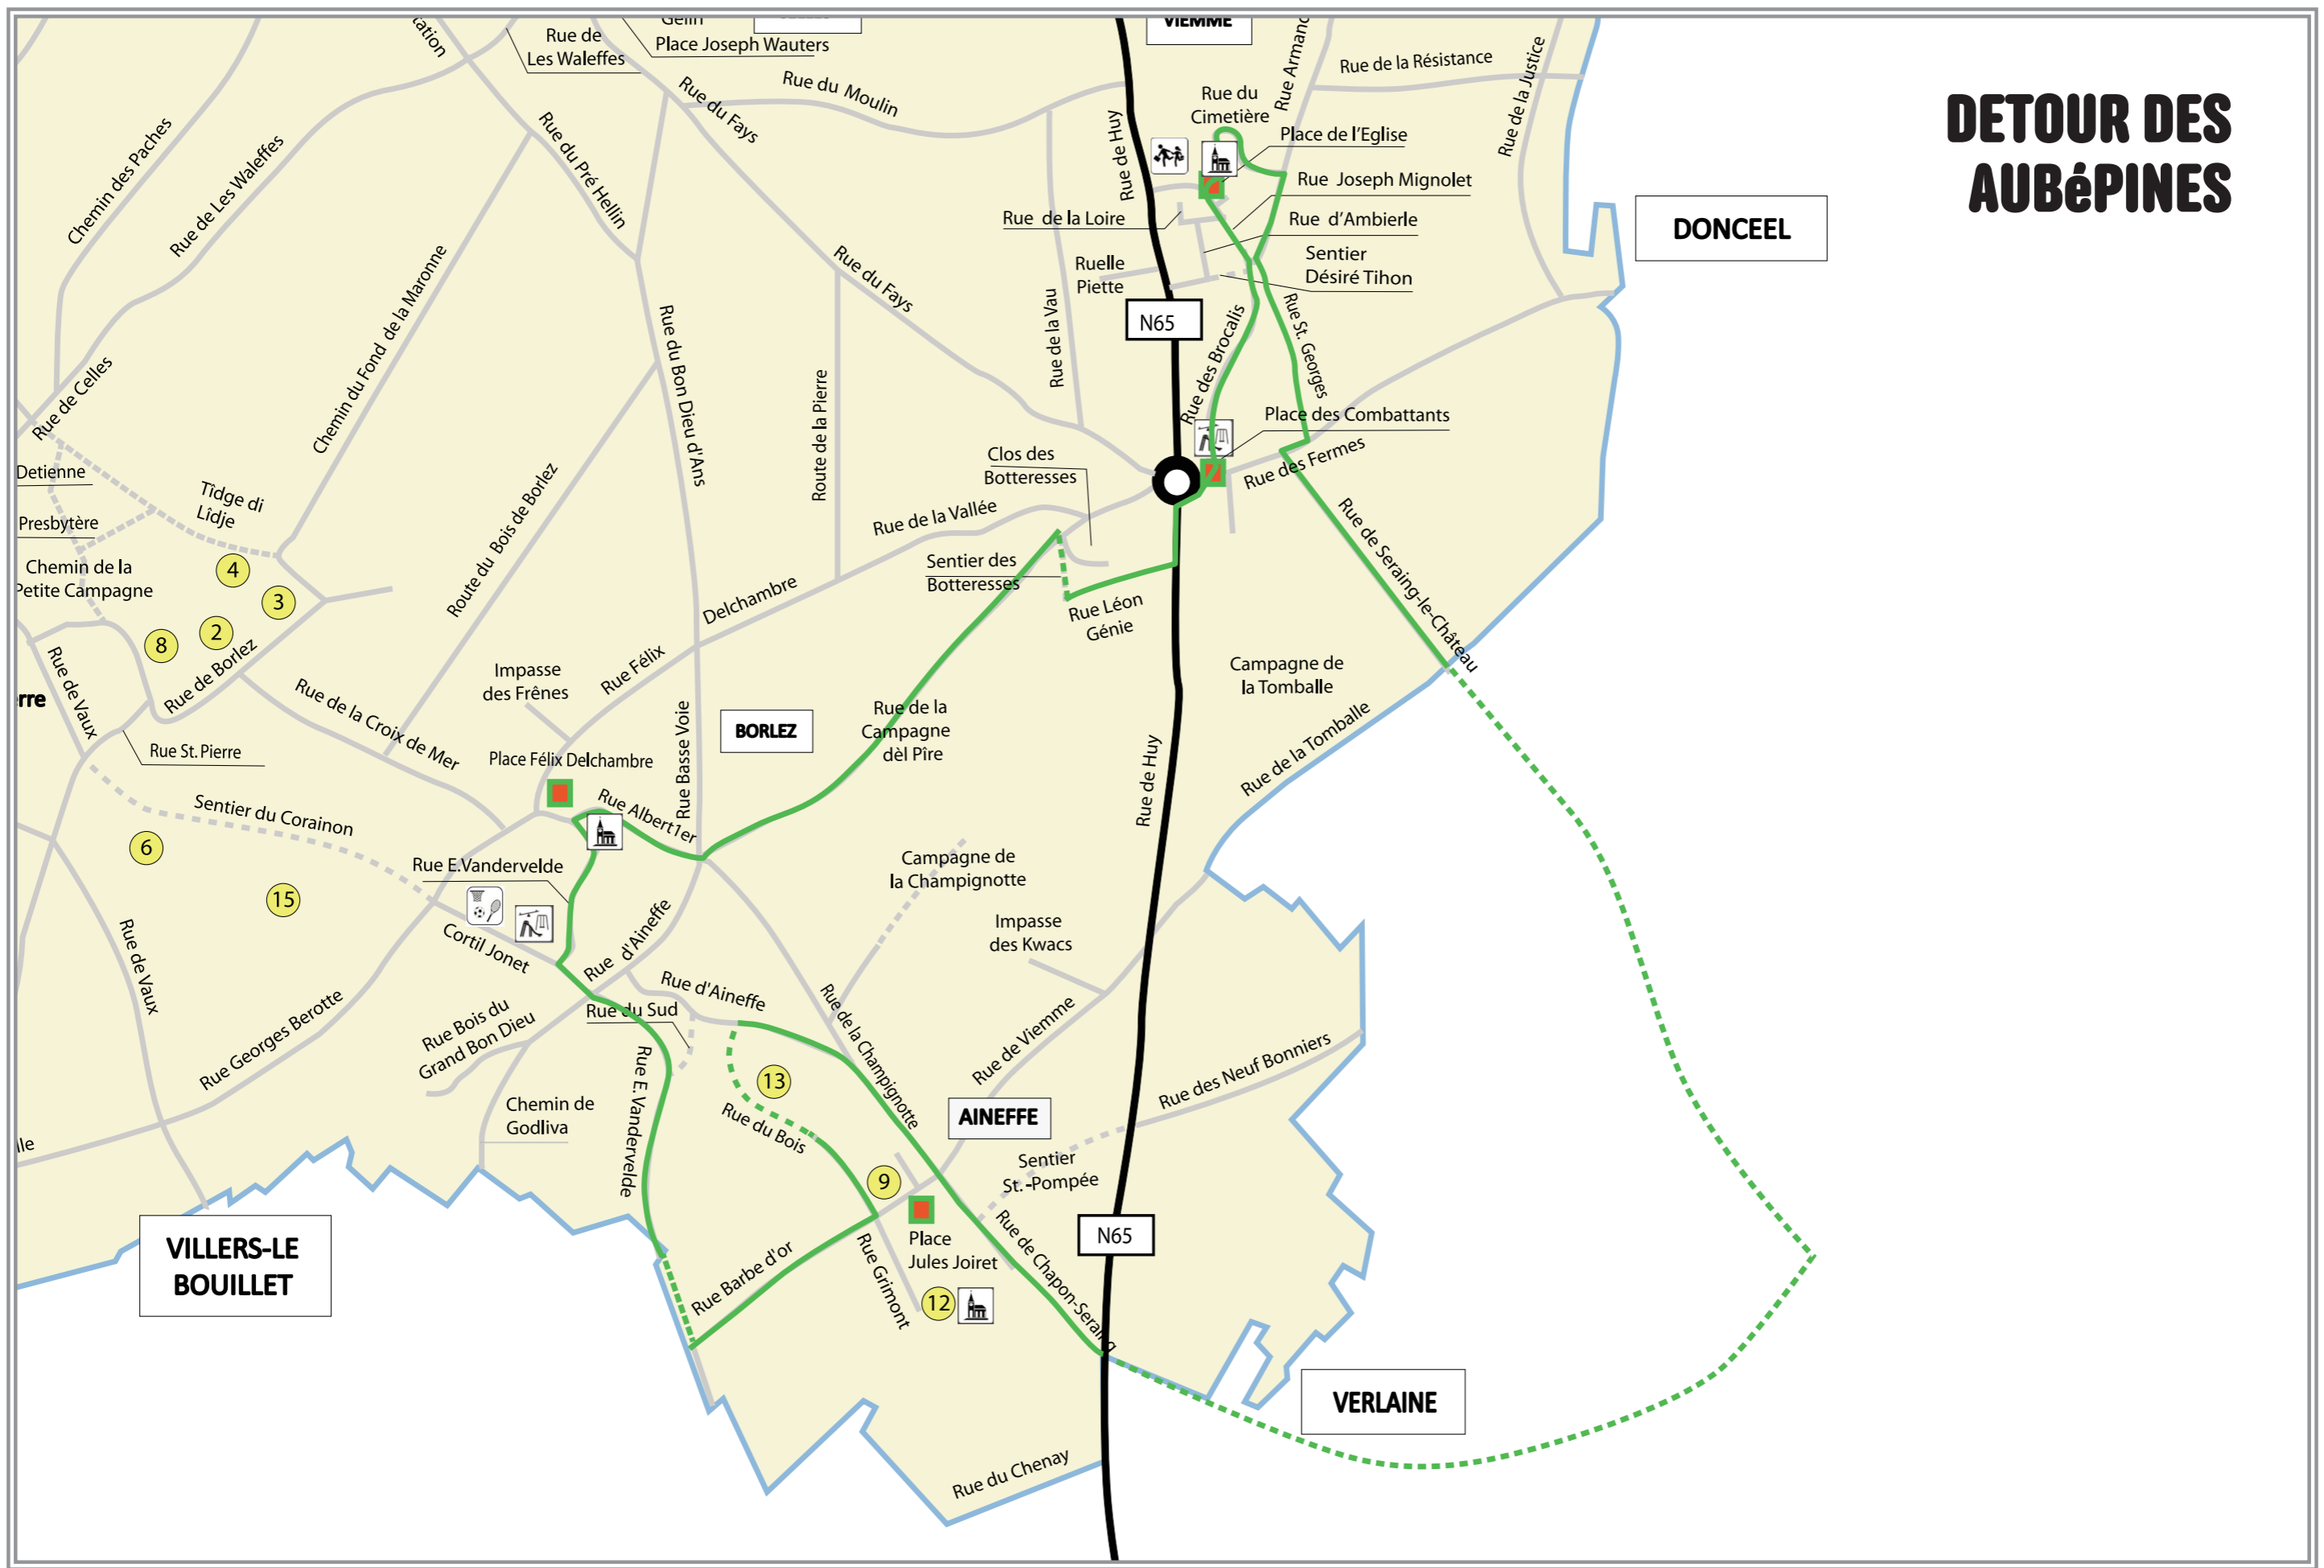 DETOUR DES
AUBéPINES
VIEMME
Gelin
Place Joseph Wauters
Rue de
Les Waleffes
Rue du Fays
Rue du Moulin
Rue de Huy
Rue du
Cimetière
Rue Armand
Rue de la Résistance
Rue de la Justice
Place de l'Eglise
Rue Joseph Mignolet
Rue de la Loire
Rue d'Ambierle
Sentier
Désiré Tihon
Ruelle
Piette
DONCEEL
Chemin des Paches
Rue de Les Waleffes
Rue du Pré Hellin
Chemin du Fond de la Maronne
Rue du Fays
Rue de la Vau
N65
Rue des Brocalis
Rue St. Georges
Rue de Celles
Rue du Bon Dieu d'Ans
Route de la Pierre
Place des Combattants
Rue des Fermes
Clos des
Botteresses
Detienne
Tîdge di
Lîdje
Presbytère
Route du Bois de Borlez
Rue de la Vallée
Rue de Seraing-le-Château
Chemin de la
Petite Campagne
4
3
2
8
Sentier des
Botteresses
Delchambre
Rue Léon
Génie
Rue de Borlez
Rue de Vaux
Impasse
des Frênes
Rue Félix
Campagne de
la Tomballe
Rue de la Croix de Mer
Rue St. Pierre
Rue Basse Voie
BORLEZ
Rue de la
Campagne
dèl Pîre
Rue de la Tomballe
Rue de Huy
Place Félix Delchambre
Rue Albert1er
Sentier du Corainon
6
15
Rue E.Vandervelde
Campagne de
la Champignotte
Impasse
des Kwacs
Cortil Jonet
Rue d'Aineffe
Rue de Vaux
Rue d'Aineffe
Rue du Sud
Rue Bois du
Grand Bon Dieu
Rue Georges Berotte
Rue de la Champignotte
Rue de Viemme
Rue des Neuf Bonniers
Rue E. Vandervelde
13
Chemin de
Godliva
Rue du Bois
AINEFFE
Sentier
St.-Pompée
9
Place
Jules Joiret
Rue de Chapon-Seraing
N65
VILLERS-LE
BOUILLET
Rue Barbe d'or
Rue Grimont
12
VERLAINE
Rue du Chenay